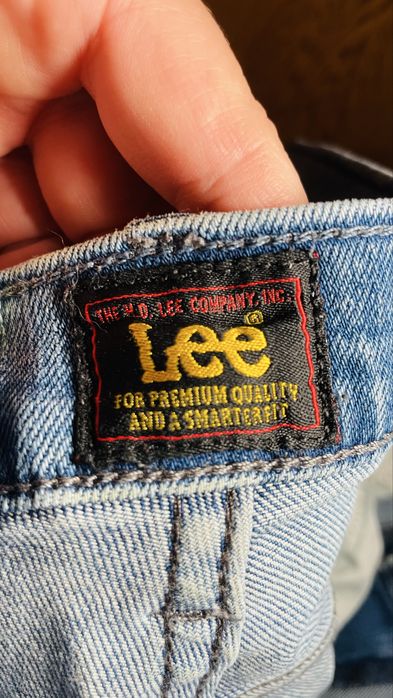 THE H.D. LEE COMPANY, INC.
Lee®
FOR PREMIUM QUALITY
AND A SMARTER FIT